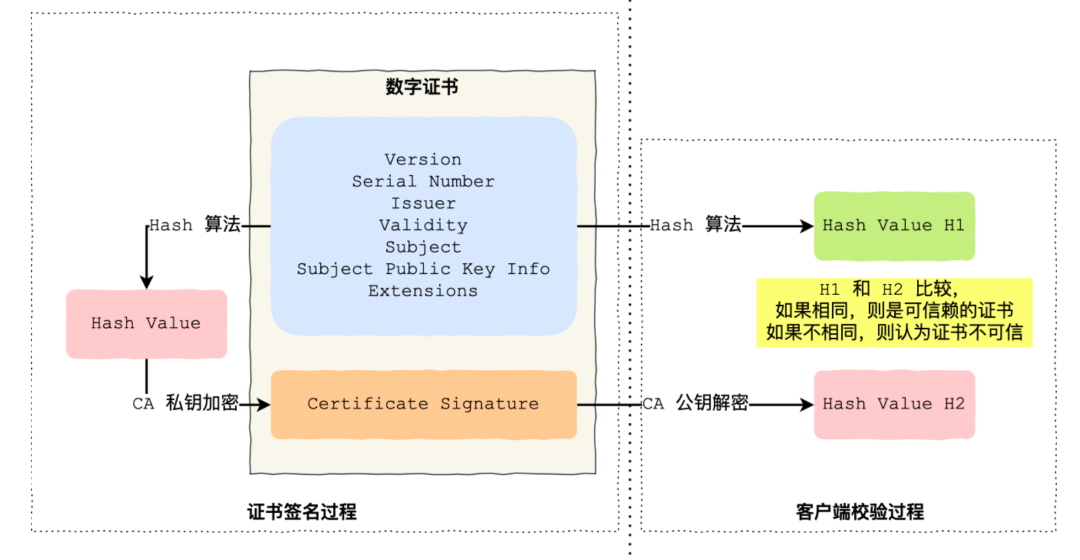 数字证书
Version
Serial Number
Issuer
Validity
Subject
Subject Public Key Info
Extensions
Hash 算法
Hash Value
CA 私钥加密
Certificate Signature
证书签名过程
Hash 算法
Hash Value H1
H1 和 H2 比较，
如果相同，则是可信赖的证书
如果不相同，则认为证书不可信
CA 公钥解密
Hash Value H2
客户端校验过程